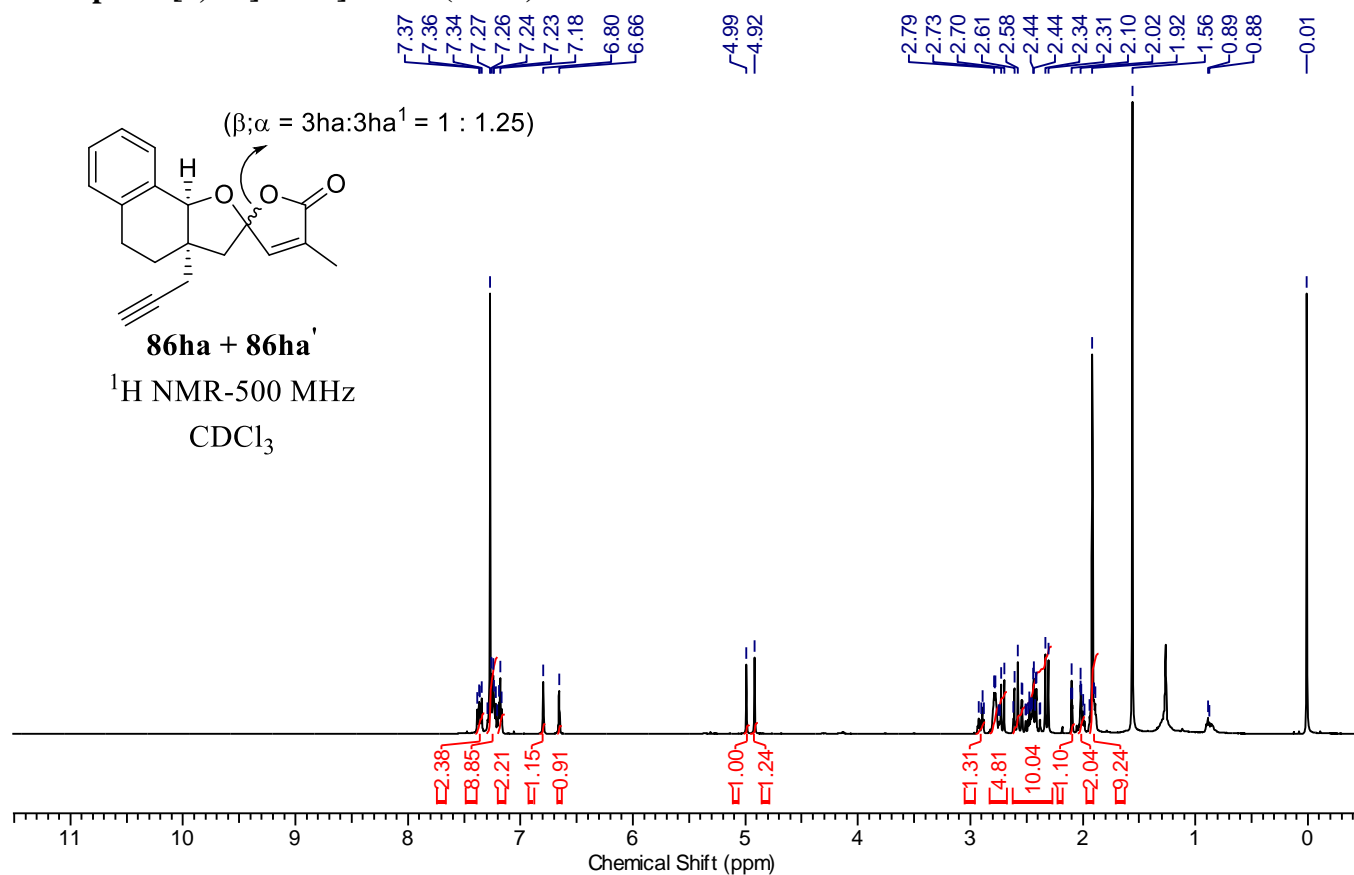 7.37 7.36 7.34 7.27 7.26 7.24 7.23 7.18 6.80 6.66 4.99 4.92 2.79 2.73 2.70 2.61 2.58 2.44 2.44 2.34 2.31 2.10 2.02 1.92 1.56 0.89 0.88 −0.01
(β;α = 3ha:3ha¹ = 1 : 1.25)
H
O O O
86ha + 86ha'
¹H NMR-500 MHz
CDCl₃
2.38 8.85 2.21 1.15 0.91 1.00 1.24 1.31 4.81 10.04 1.10 2.04 9.24
11 10 9 8 7 6 5 4 3 2 1 0
Chemical Shift (ppm)